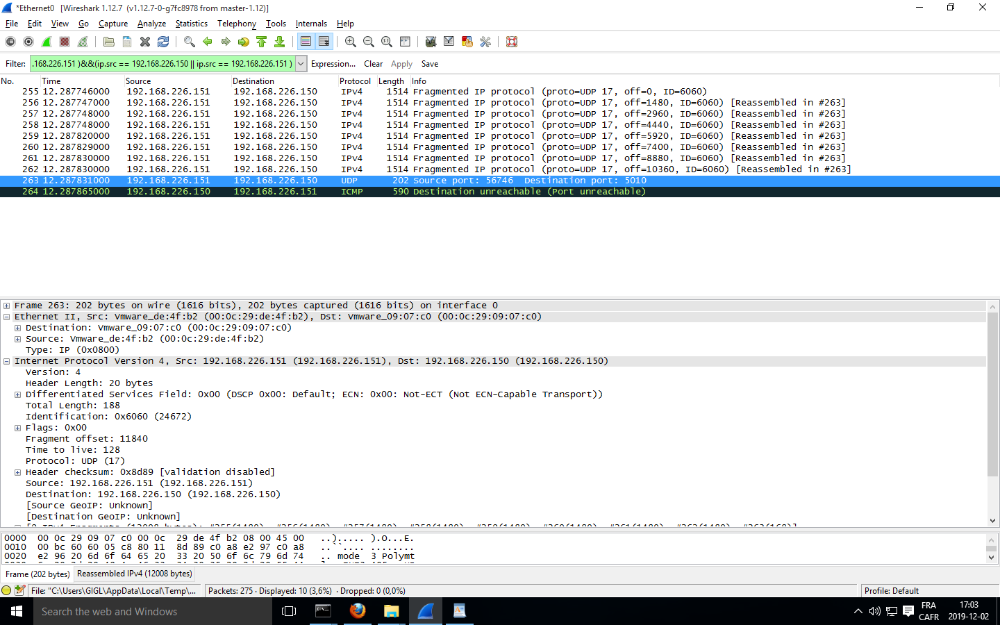 *Ethernet0 [Wireshark 1.12.7 (v1.12.7-0-g7fc8978 from master-1.12)]
File Edit View Go Capture Analyze Statistics Telephony Tools Internals Help
Filter: .168.226.151 )&&(ip.src == 192.168.226.150 || ip.src == 192.168.226.151 ) Expression... Clear Apply Save
No. Time Source Destination Protocol Length Info
255 12.287746000 192.168.226.151 192.168.226.150 IPv4 1514 Fragmented IP protocol (proto=UDP 17, off=0, ID=6060)
256 12.287747000 192.168.226.151 192.168.226.150 IPv4 1514 Fragmented IP protocol (proto=UDP 17, off=1480, ID=6060) [Reassembled in #263]
257 12.287748000 192.168.226.151 192.168.226.150 IPv4 1514 Fragmented IP protocol (proto=UDP 17, off=2960, ID=6060) [Reassembled in #263]
258 12.287748000 192.168.226.151 192.168.226.150 IPv4 1514 Fragmented IP protocol (proto=UDP 17, off=4440, ID=6060) [Reassembled in #263]
259 12.287820000 192.168.226.151 192.168.226.150 IPv4 1514 Fragmented IP protocol (proto=UDP 17, off=5920, ID=6060) [Reassembled in #263]
260 12.287829000 192.168.226.151 192.168.226.150 IPv4 1514 Fragmented IP protocol (proto=UDP 17, off=7400, ID=6060) [Reassembled in #263]
261 12.287830000 192.168.226.151 192.168.226.150 IPv4 1514 Fragmented IP protocol (proto=UDP 17, off=8880, ID=6060) [Reassembled in #263]
262 12.287830000 192.168.226.151 192.168.226.150 IPv4 1514 Fragmented IP protocol (proto=UDP 17, off=10360, ID=6060) [Reassembled in #263]
263 12.287831000 192.168.226.151 192.168.226.150 UDP 202 Source port: 56746 Destination port: 5010
264 12.287865000 192.168.226.150 192.168.226.151 ICMP 590 Destination unreachable (Port unreachable)
Frame 263: 202 bytes on wire (1616 bits), 202 bytes captured (1616 bits) on interface 0
Ethernet II, Src: Vmware_de:4f:b2 (00:0c:29:de:4f:b2), Dst: Vmware_09:07:c0 (00:0c:29:09:07:c0)
Destination: Vmware_09:07:c0 (00:0c:29:09:07:c0)
Source: Vmware_de:4f:b2 (00:0c:29:de:4f:b2)
Type: IP (0x0800)
Internet Protocol Version 4, Src: 192.168.226.151 (192.168.226.151), Dst: 192.168.226.150 (192.168.226.150)
Version: 4
Header Length: 20 bytes
Differentiated Services Field: 0x00 (DSCP 0x00: Default; ECN: 0x00: Not-ECT (Not ECN-Capable Transport))
Total Length: 188
Identification: 0x6060 (24672)
Flags: 0x00
Fragment offset: 11840
Time to live: 128
Protocol: UDP (17)
Header checksum: 0x8d89 [validation disabled]
Source: 192.168.226.151 (192.168.226.151)
Destination: 192.168.226.150 (192.168.226.150)
[Source GeoIP: Unknown]
[Destination GeoIP: Unknown]
[9 IPv4 Fragments (12008 bytes): #255(1480), #256(1480), #257(1480), #258(1480), #259(1480), #260(1480), #261(1480), #262(1480), #263(168)]
0000 00 0c 29 09 07 c0 00 0c 29 de 4f b2 08 00 45 00 ..)..... ).O...E.
0010 00 bc 60 60 05 c8 80 11 8d 89 c0 a8 e2 97 c0 a8 ..``.... ........
0020 e2 96 20 6d 6f 64 65 20 33 20 50 6f 6c 79 6d 74 .. mode 3 Polymt
Frame (202 bytes) Reassembled IPv4 (12008 bytes)
File: "C:\Users\GIGL\AppData\Local\Temp\... Packets: 275 · Displayed: 10 (3,6%) · Dropped: 0 (0,0%) Profile: Default
Search the web and Windows
FRA
CAFR
17:03
2019-12-02